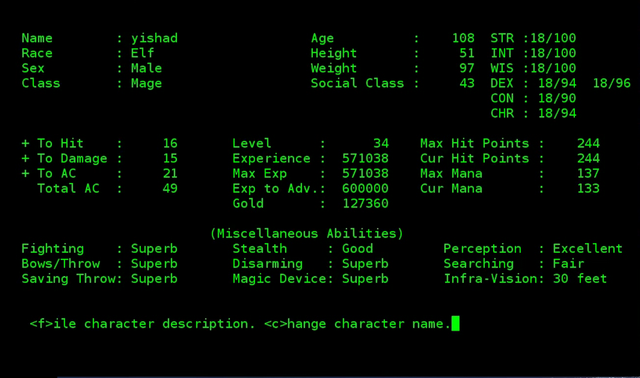 Name : yishad Age : 108 STR :18/100
Race : Elf Height : 51 INT :18/100
Sex : Male Weight : 97 WIS :18/100
Class : Mage Social Class : 43 DEX : 18/94 18/96
CON : 18/90
CHR : 18/94
+ To Hit : 16 Level : 34 Max Hit Points : 244
+ To Damage : 15 Experience : 571038 Cur Hit Points : 244
+ To AC : 21 Max Exp : 571038 Max Mana : 137
Total AC : 49 Exp to Adv.: 600000 Cur Mana : 133
Gold : 127360
(Miscellaneous Abilities)
Fighting : Superb Stealth : Good Perception : Excellent
Bows/Throw : Superb Disarming : Superb Searching : Fair
Saving Throw: Superb Magic Device: Superb Infra-Vision: 30 feet
<f>ile character description. <c>hange character name.